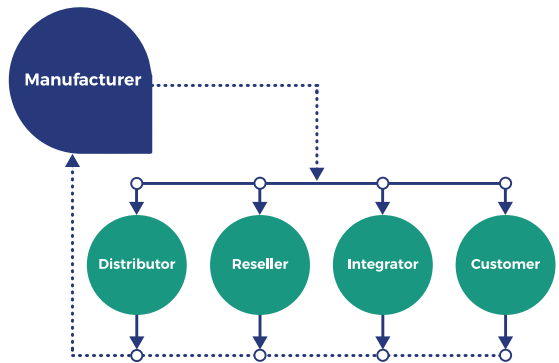 Manufacturer
Distributor
Reseller
Integrator
Customer